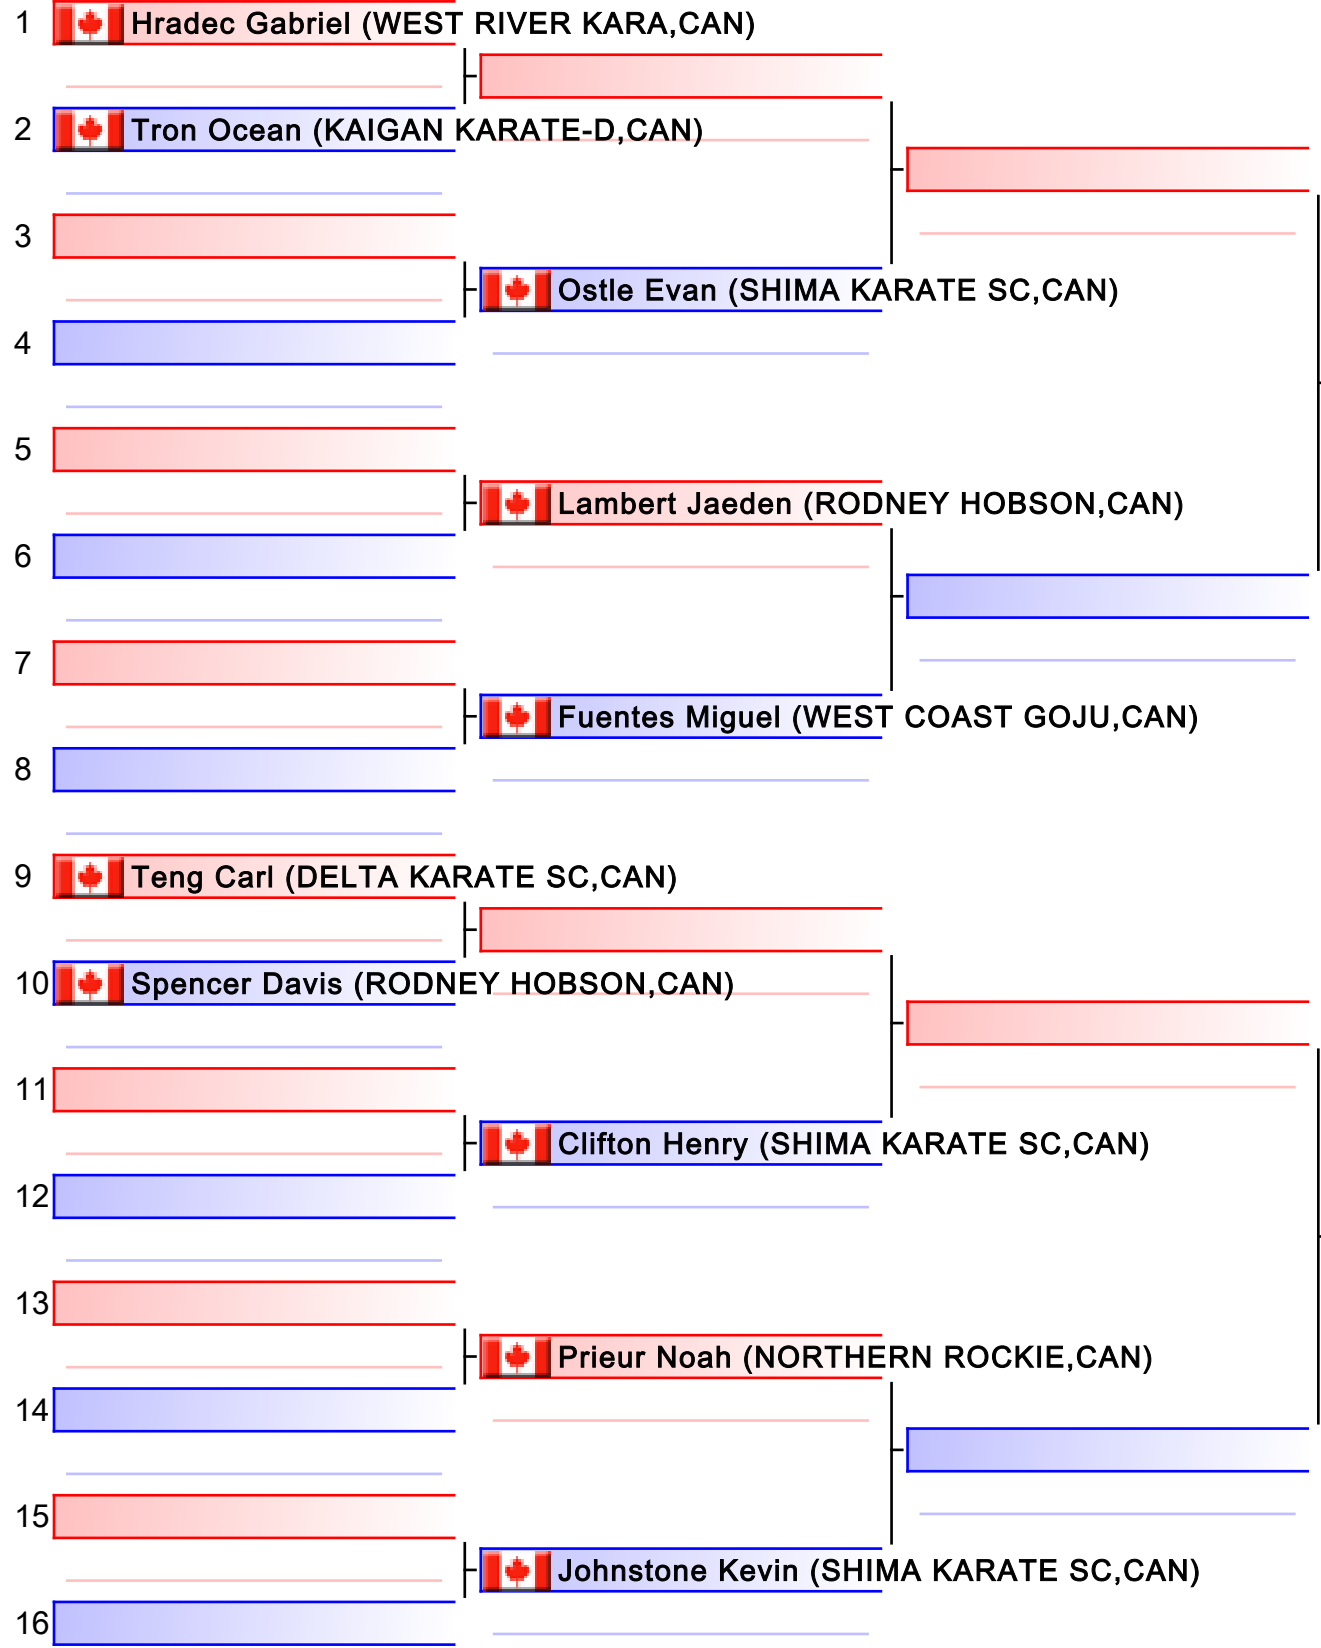 1 Hradec Gabriel (WEST RIVER KARA,CAN)
2 Tron Ocean (KAIGAN KARATE-D,CAN)
3
Ostle Evan (SHIMA KARATE SC,CAN)
4
5
Lambert Jaeden (RODNEY HOBSON,CAN)
6
7
Fuentes Miguel (WEST COAST GOJU,CAN)
8
9 Teng Carl (DELTA KARATE SC,CAN)
10 Spencer Davis (RODNEY HOBSON,CAN)
11
Clifton Henry (SHIMA KARATE SC,CAN)
12
13
Prieur Noah (NORTHERN ROCKIE,CAN)
14
15
Johnstone Kevin (SHIMA KARATE SC,CAN)
16